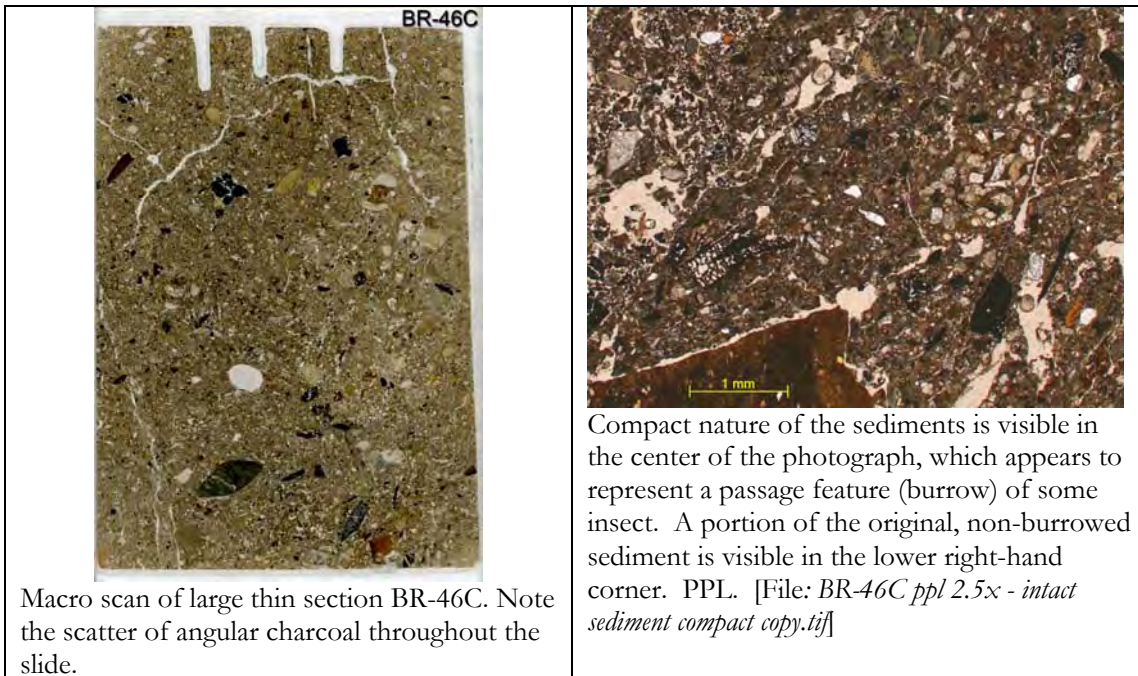 BR-46C
Macro scan of large thin section BR-46C. Note
the scatter of angular charcoal throughout the
slide.
1 mm
Compact nature of the sediments is visible in
the center of the photograph, which appears to
represent a passage feature (burrow) of some
insect.  A portion of the original, non-burrowed
sediment is visible in the lower right-hand
corner.  PPL.  [File: BR-46C ppl 2.5x - intact
sediment compact copy.tif]